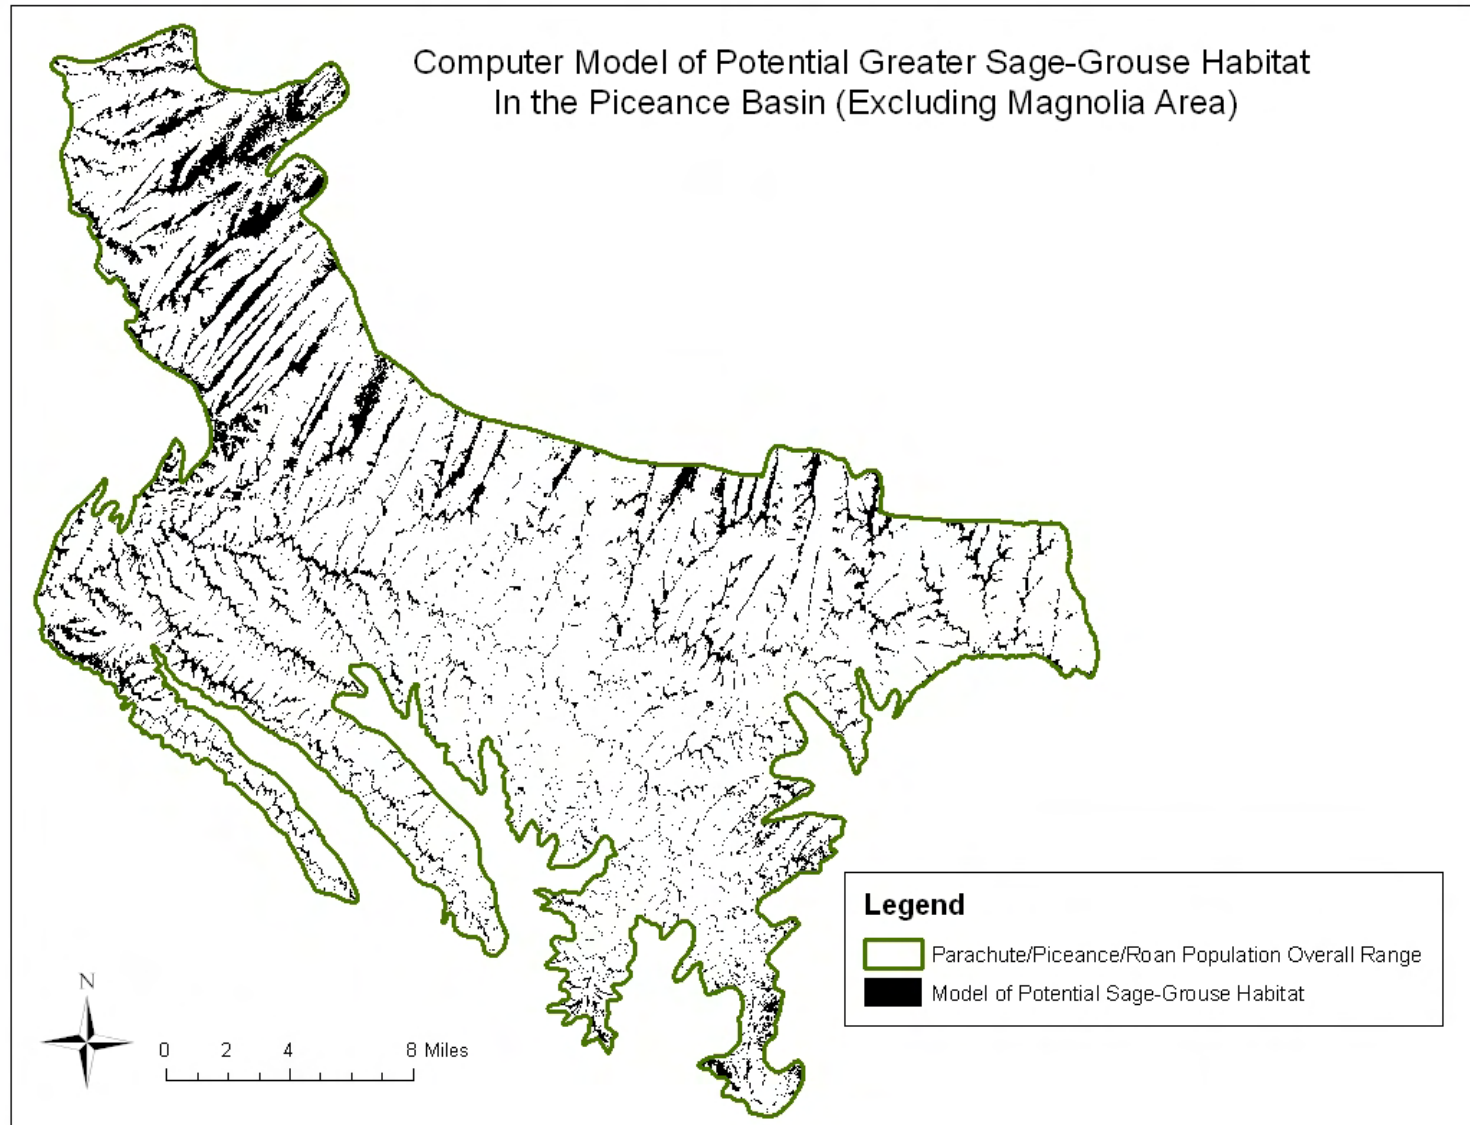 Computer Model of Potential Greater Sage-Grouse Habitat
In the Piceance Basin (Excluding Magnolia Area)
Legend
Parachute/Piceance/Roan Population Overall Range
Model of Potential Sage-Grouse Habitat
N
0 2 4 8 Miles